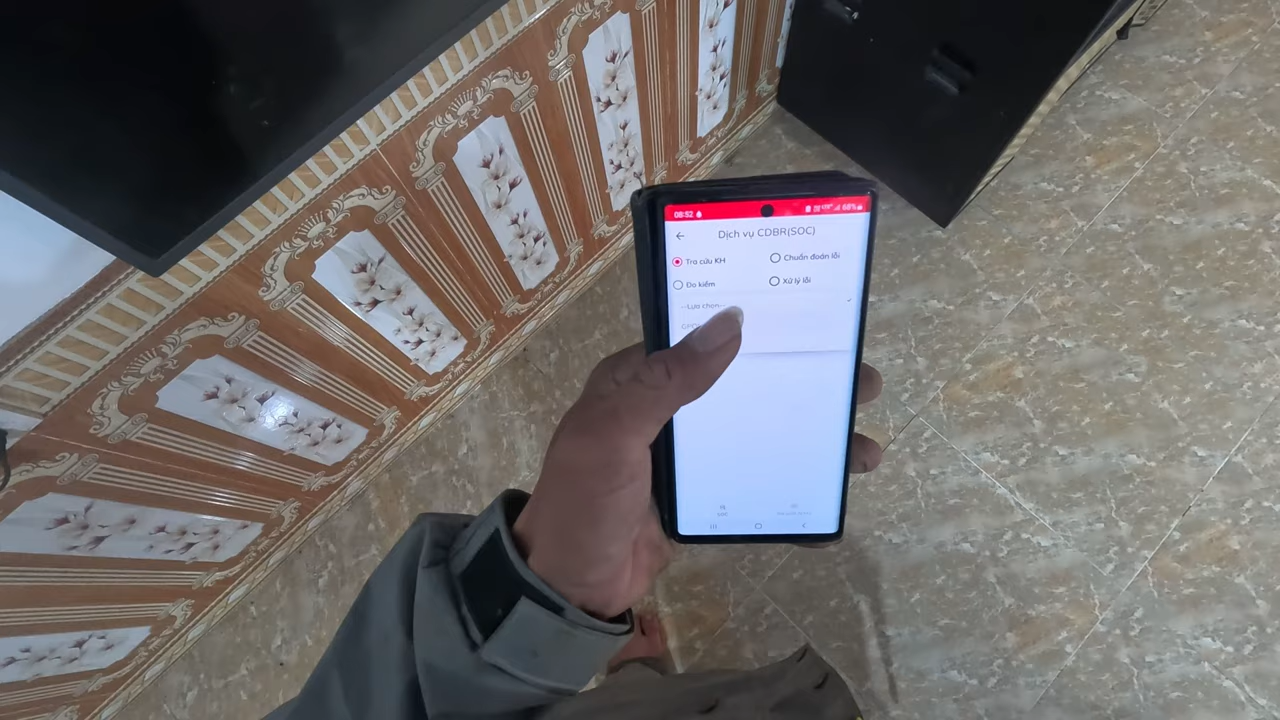 08:52
68%
Dịch vụ CDBR(SOC)
Tra cứu KH
Chuẩn đoán lỗi
Đo kiểm
Xử lý lỗi
--Lựa chọn--